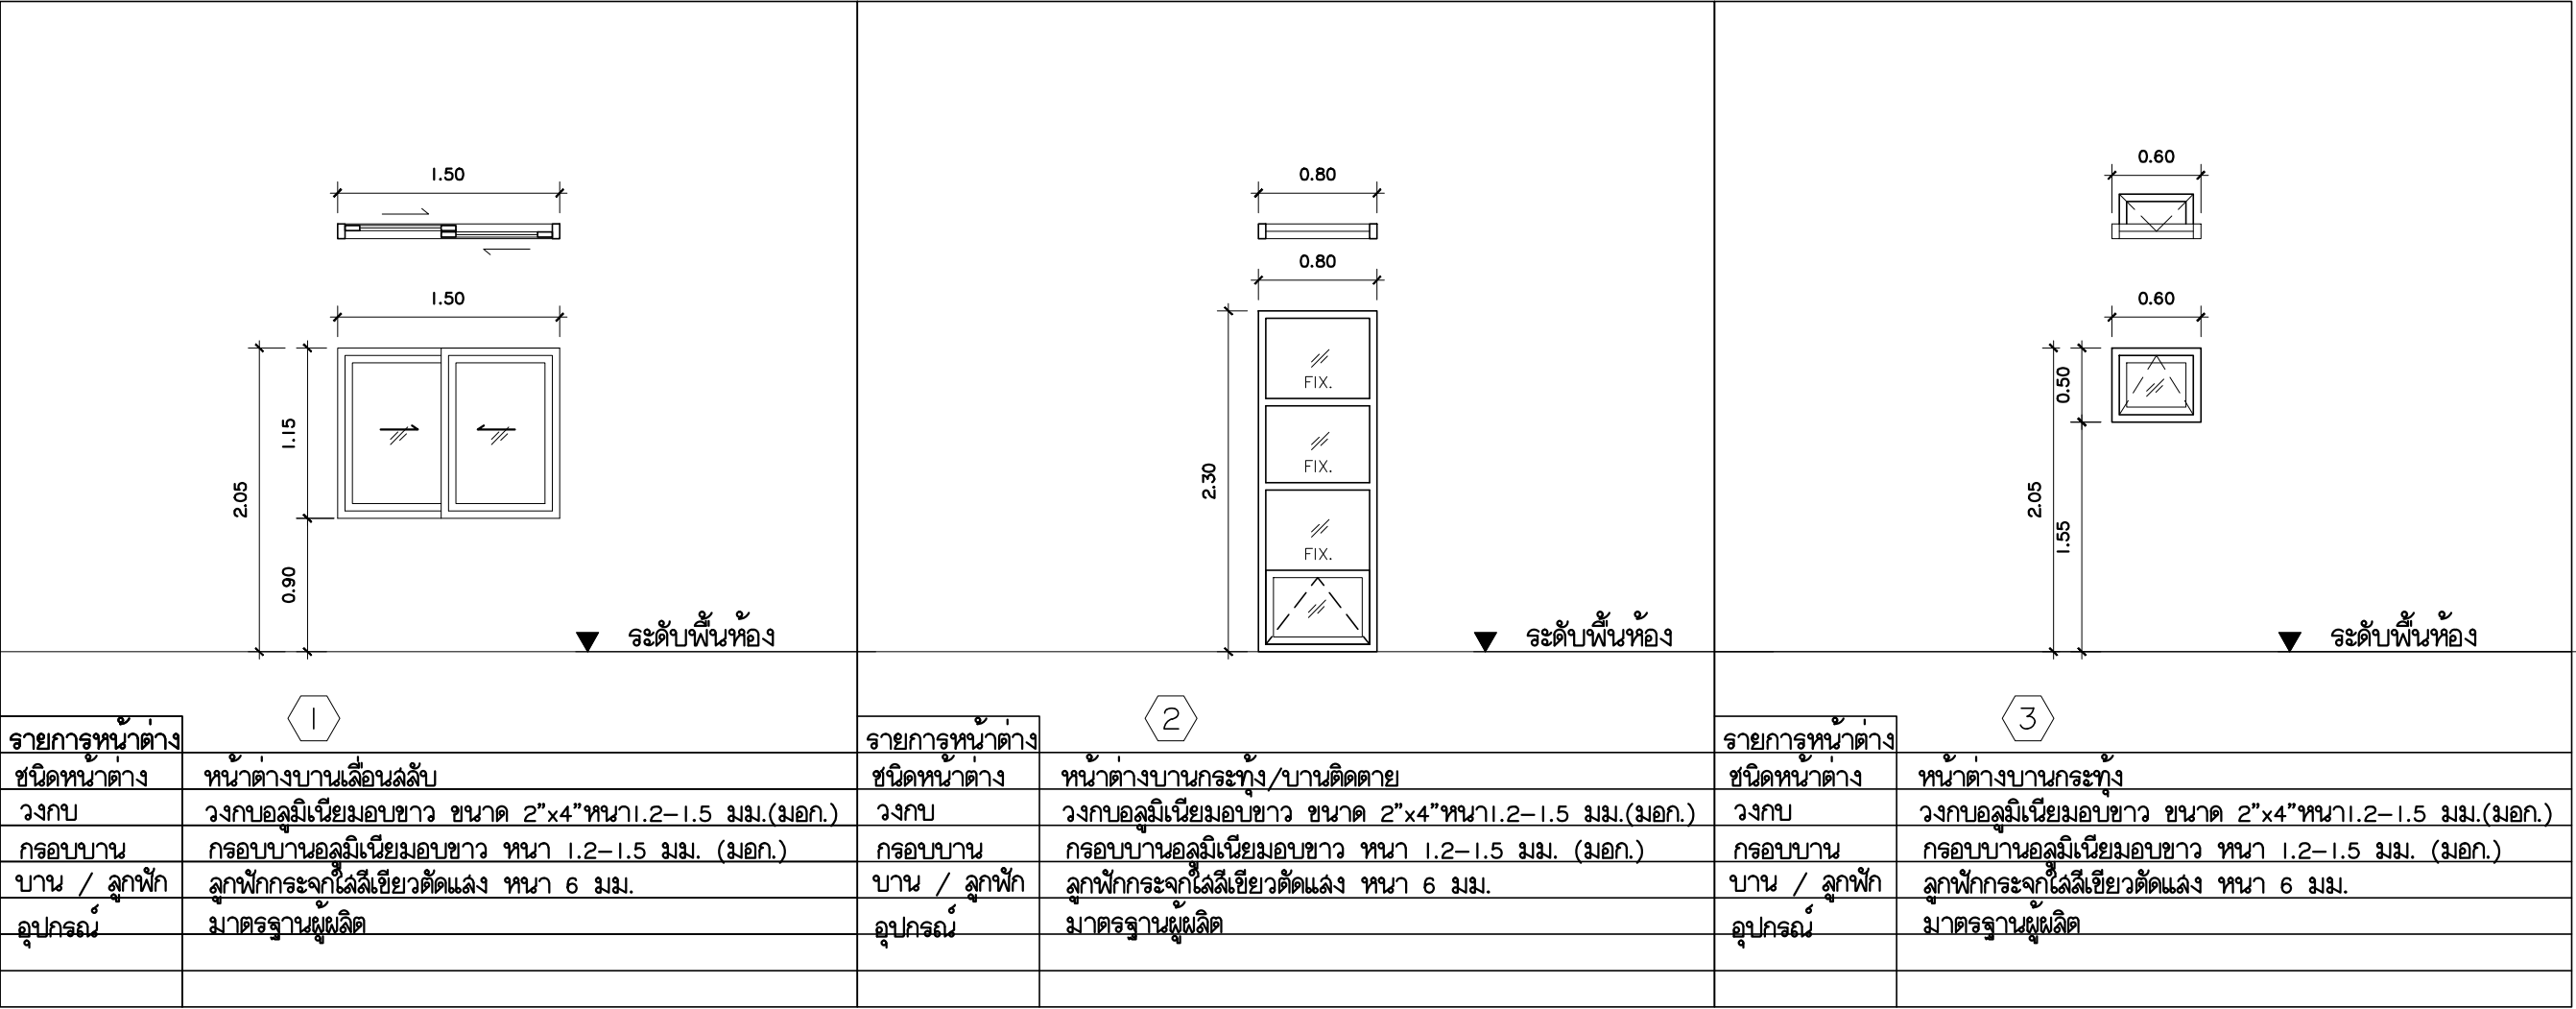 1.50
1.50
2.05
1.15
0.90
ระดับพื้นห้อง
1
รายการหน้าต่าง
ชนิดหน้าต่าง หน้าต่างบานเลื่อนสลับ
วงกบ วงกบอลูมิเนียมอบขาว ขนาด 2”x4”หนา1.2-1.5 มม.(มอก.)
กรอบบาน กรอบบานอลูมิเนียมอบขาว หนา 1.2-1.5 มม. (มอก.)
บาน / ลูกฟัก ลูกฟักกระจกใสสีเขียวตัดแสง หนา 6 มม.
อุปกรณ์ มาตรฐานผู้ผลิต
0.80
0.80
2.30
FIX.
FIX.
FIX.
ระดับพื้นห้อง
2
รายการหน้าต่าง
ชนิดหน้าต่าง หน้าต่างบานกระทุ้ง/บานติดตาย
วงกบ วงกบอลูมิเนียมอบขาว ขนาด 2”x4”หนา1.2-1.5 มม.(มอก.)
กรอบบาน กรอบบานอลูมิเนียมอบขาว หนา 1.2-1.5 มม. (มอก.)
บาน / ลูกฟัก ลูกฟักกระจกใสสีเขียวตัดแสง หนา 6 มม.
อุปกรณ์ มาตรฐานผู้ผลิต
0.60
0.60
0.50
2.05
1.55
ระดับพื้นห้อง
3
รายการหน้าต่าง
ชนิดหน้าต่าง หน้าต่างบานกระทุ้ง
วงกบ วงกบอลูมิเนียมอบขาว ขนาด 2”x4”หนา1.2-1.5 มม.(มอก.)
กรอบบาน กรอบบานอลูมิเนียมอบขาว หนา 1.2-1.5 มม. (มอก.)
บาน / ลูกฟัก ลูกฟักกระจกใสสีเขียวตัดแสง หนา 6 มม.
อุปกรณ์ มาตรฐานผู้ผลิต